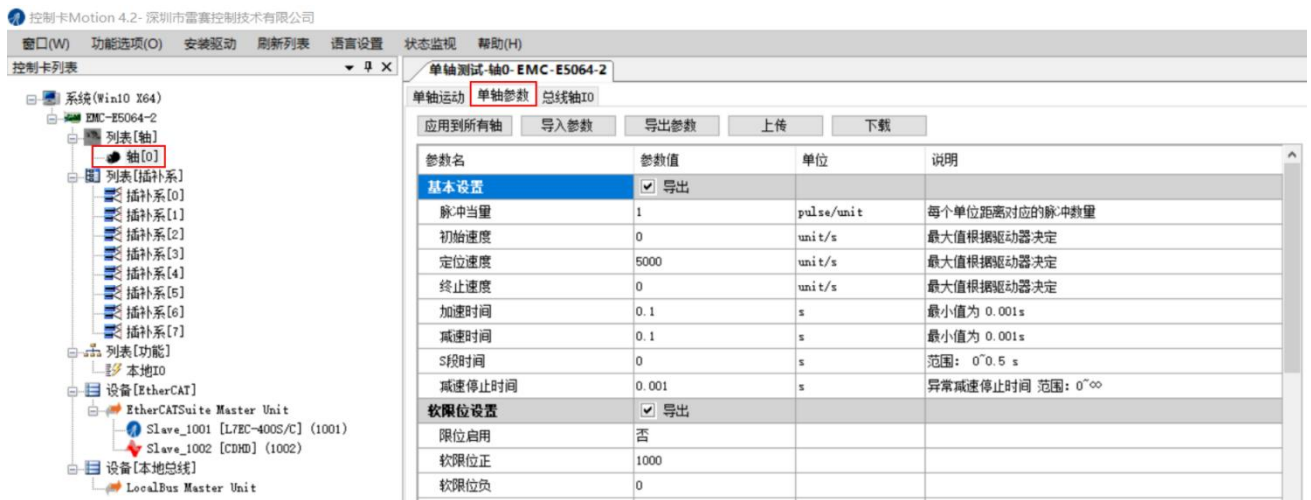 控制卡Motion 4.2- 深圳市雷赛控制技术有限公司
窗口(W) 功能选项(O) 安装驱动 刷新列表 语言设置 状态监视 帮助(H)
控制卡列表
系统(Win10 X64)
EMC-E5064-2
列表[轴]
轴[0]
列表[插补系]
插补系[0]
插补系[1]
插补系[2]
插补系[3]
插补系[4]
插补系[5]
插补系[6]
插补系[7]
列表[功能]
本地IO
设备[EtherCAT]
EtherCATSuite Master Unit
Slave_1001 [L7EC-400S/C] (1001)
Slave_1002 [CDHD] (1002)
设备[本地总线]
LocalBus Master Unit
单轴测试-轴0-EMC-E5064-2
单轴运动 单轴参数 总线轴IO
应用到所有轴 导入参数 导出参数 上传 下载
参数名 参数值 单位 说明
基本设置 导出
脉冲当量 1 pulse/unit 每个单位距离对应的脉冲数量
初始速度 0 unit/s 最大值根据驱动器决定
定位速度 5000 unit/s 最大值根据驱动器决定
终止速度 0 unit/s 最大值根据驱动器决定
加速时间 0.1 s 最小值为 0.001s
减速时间 0.1 s 最小值为 0.001s
S段时间 0 s 范围: 0~0.5 s
减速停止时间 0.001 s 异常减速停止时间 范围: 0~∞
软限位设置 导出
限位启用 否
软限位正 1000
软限位负 0